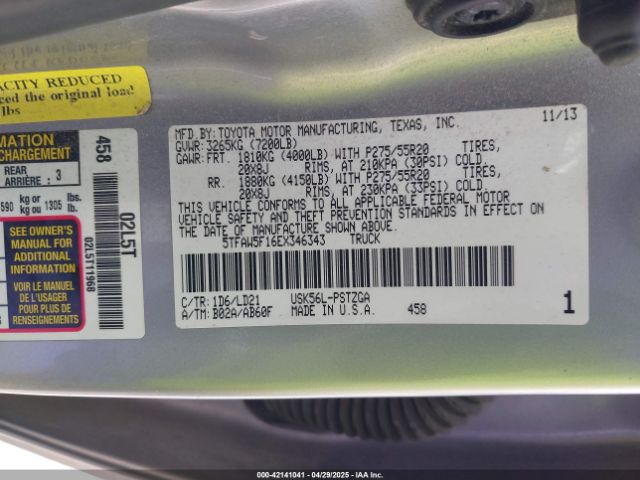 ACITY REDUCED
ced the original load
lbs
MATION
CHARGEMENT
REAR
ARRIÈRE : 3
590 kg or 1305 lbs.
kg ou lb.
SEE OWNER'S
MANUAL FOR
ADDITIONAL
INFORMATION
VOIR LE MANUEL
DE L'USAGER
POUR PLUS DE
RENSEIGNEMENTS
458
02L5T
02L5T11968
MFD.BY: TOYOTA MOTOR MANUFACTURING, TEXAS, INC. 11/13
GVWR: 3265KG (7200LB)
GAWR: FRT. 1810KG (4000LB) WITH P275/55R20 TIRES,
20X8J RIMS, AT 210KPA (30PSI) COLD.
RR. 1880KG (4150LB) WITH P275/55R20 TIRES,
20X8J RIMS, AT 230KPA (33PSI) COLD.
THIS VEHICLE CONFORMS TO ALL APPLICABLE FEDERAL MOTOR
VEHICLE SAFETY AND THEFT PREVENTION STANDARDS IN EFFECT ON
THE DATE OF MANUFACTURE SHOWN ABOVE.
5TFAW5F16EX346343 TRUCK
C/TR: 1D6/LD21 USK56L-PSTZGA
A/TM: B02A/AB60F MADE IN U.S.A. 458 1
000-42141041 - 04/29/2025 - IAAI.COM